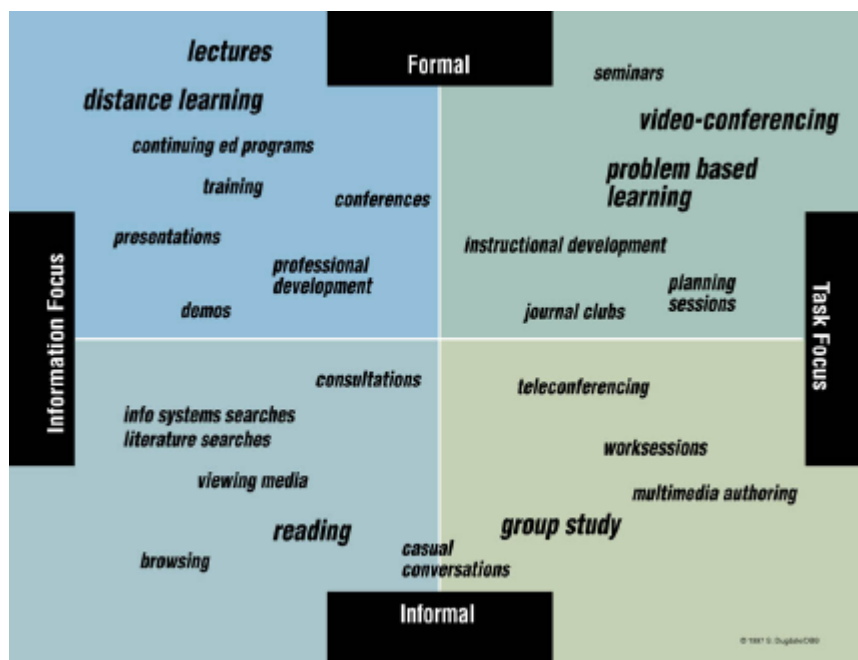 Formal
lectures
distance learning
continuing ed programs
training
conferences
presentations
professional
development
demos
seminars
video-conferencing
problem based
learning
instructional development
planning
sessions
journal clubs
Information Focus
Task Focus
consultations
info systems searches
literature searches
viewing media
reading
browsing
casual
conversations
teleconferencing
worksessions
multimedia authoring
group study
Informal
© 1997 S. Dugdale/